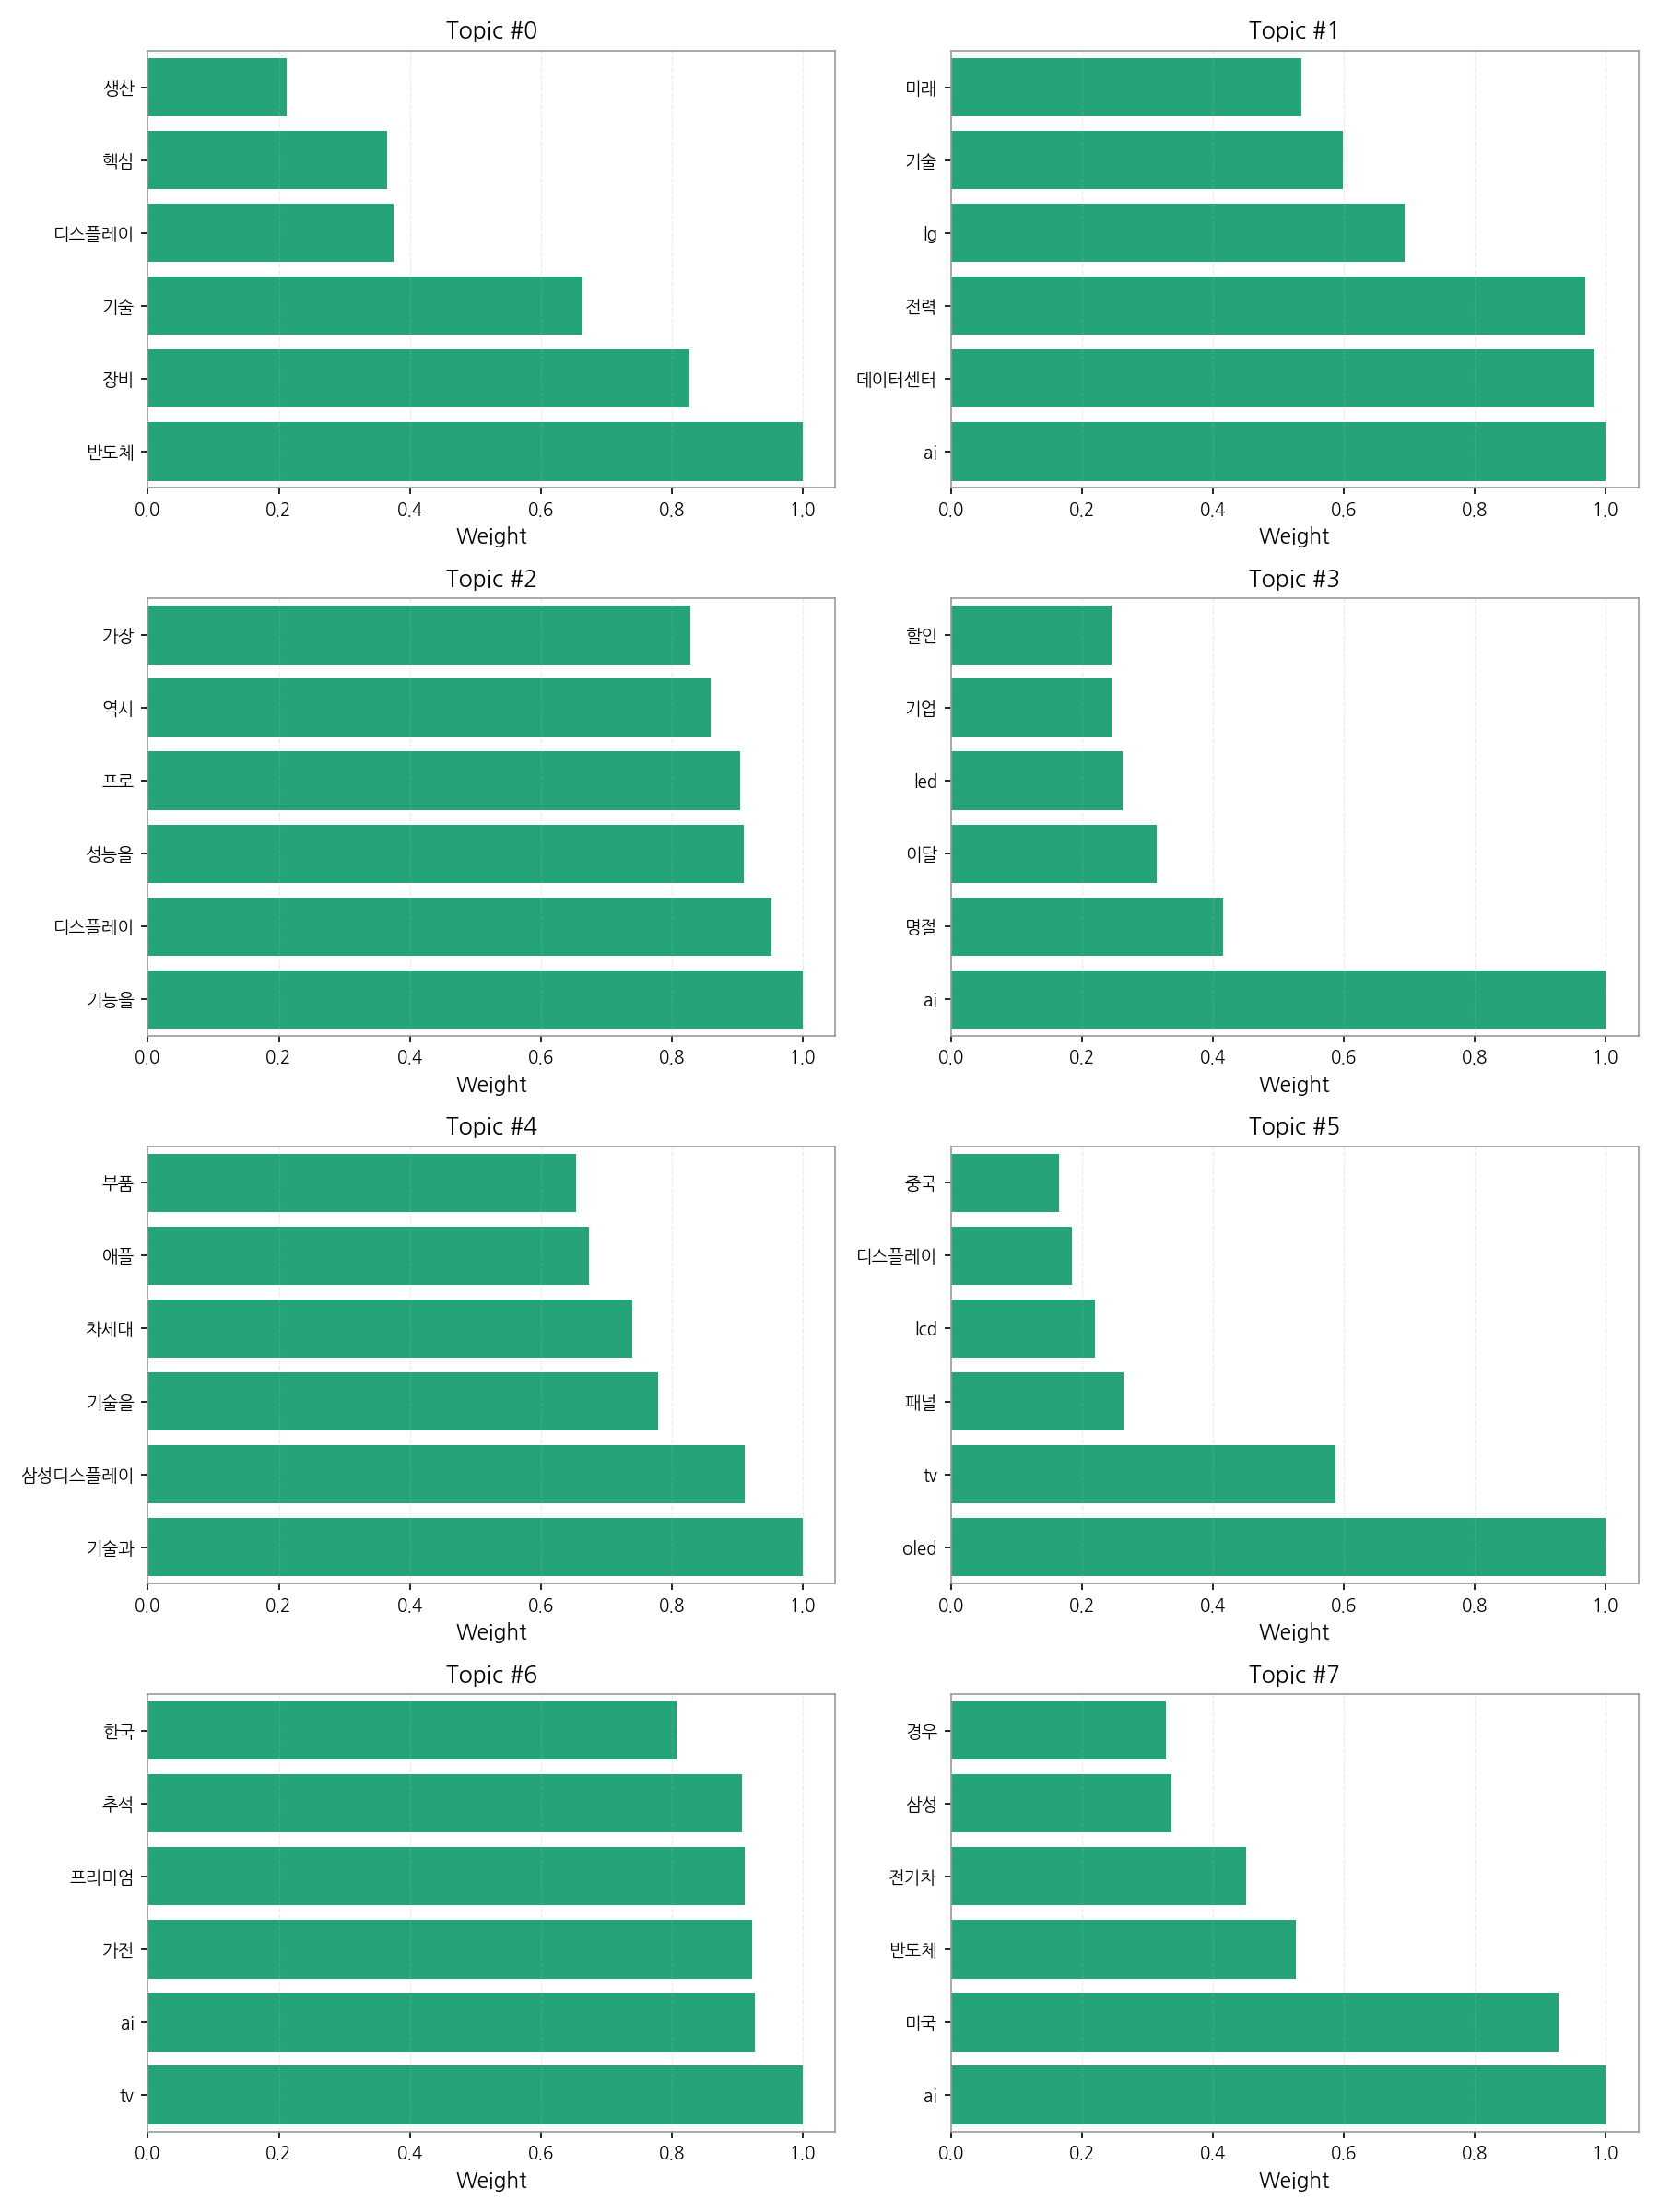 Topic #0
생산
핵심
디스플레이
기술
장비
반도체
0.0 0.2 0.4 0.6 0.8 1.0
Weight
Topic #1
미래
기술
lg
전력
데이터센터
ai
0.0 0.2 0.4 0.6 0.8 1.0
Weight
Topic #2
가장
역시
프로
성능을
디스플레이
기능을
0.0 0.2 0.4 0.6 0.8 1.0
Weight
Topic #3
할인
기업
led
이달
명절
ai
0.0 0.2 0.4 0.6 0.8 1.0
Weight
Topic #4
부품
애플
차세대
기술을
삼성디스플레이
기술과
0.0 0.2 0.4 0.6 0.8 1.0
Weight
Topic #5
중국
디스플레이
lcd
패널
tv
oled
0.0 0.2 0.4 0.6 0.8 1.0
Weight
Topic #6
한국
추석
프리미엄
가전
ai
tv
0.0 0.2 0.4 0.6 0.8 1.0
Weight
Topic #7
경우
삼성
전기차
반도체
미국
ai
0.0 0.2 0.4 0.6 0.8 1.0
Weight